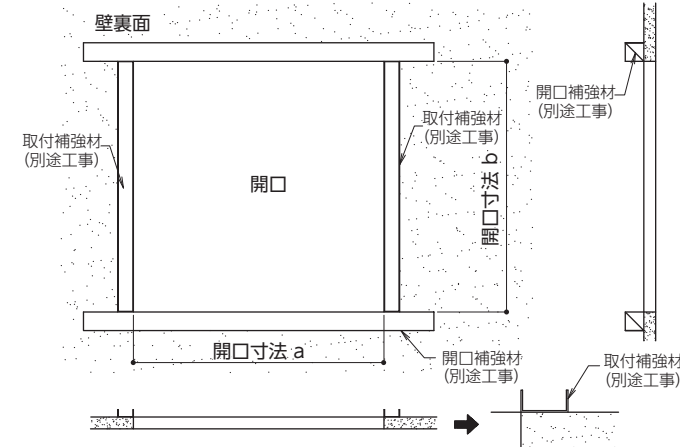 壁裏面
開口補強材
(別途工事)
取付補強材
(別途工事)
取付補強材
(別途工事)
開口
開口寸法 b
開口寸法 a
開口補強材
(別途工事)
取付補強材
(別途工事)